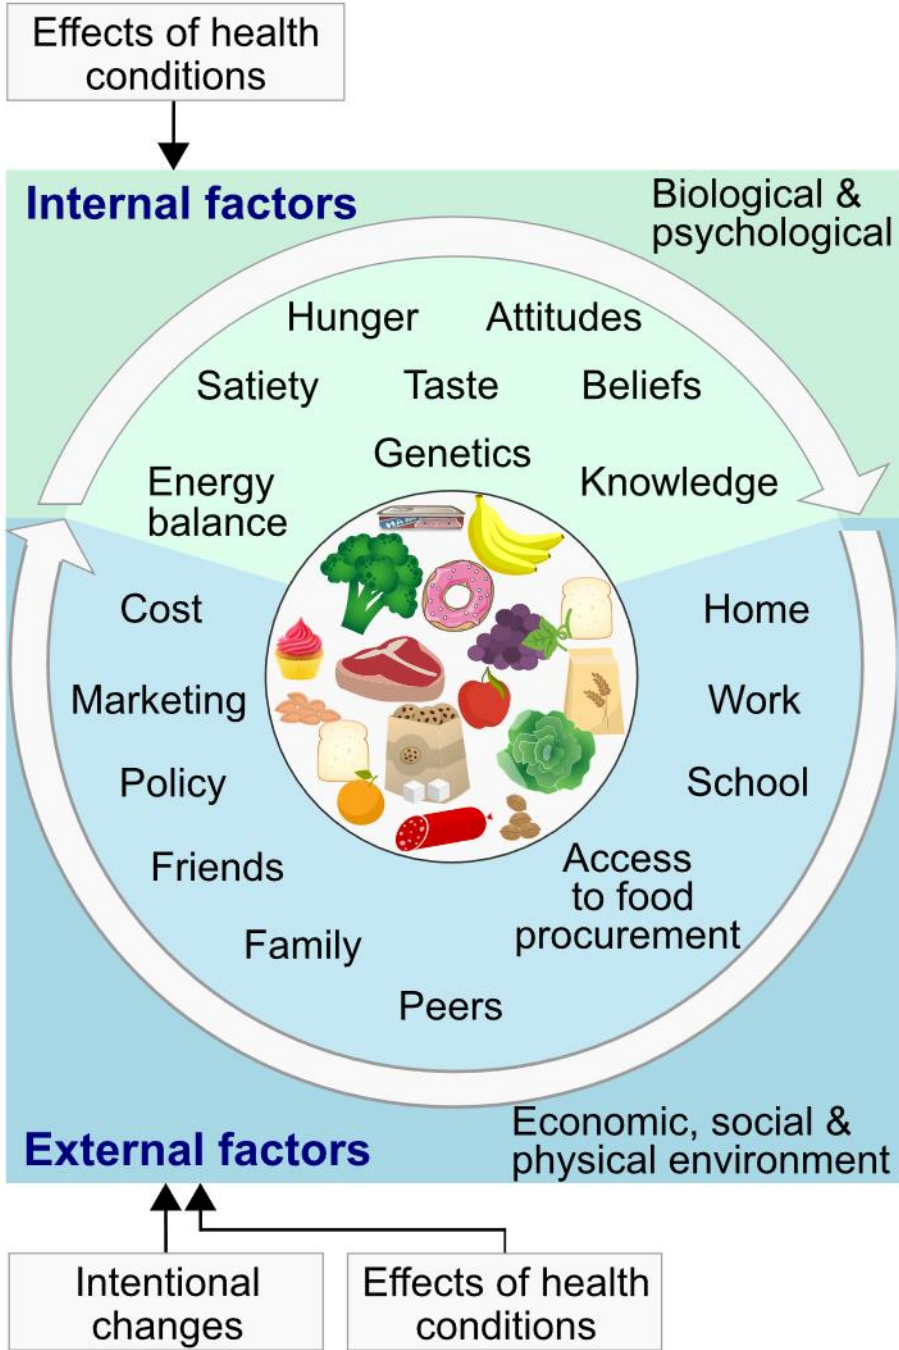 Effects of health
conditions
Internal factors
Biological &
psychological
Hunger
Attitudes
Satiety
Taste
Beliefs
Genetics
Energy
balance
Knowledge
Cost
Home
Marketing
Work
Policy
School
Friends
Access
to food
procurement
Family
Peers
External factors
Economic, social &
physical environment
Intentional
changes
Effects of health
conditions